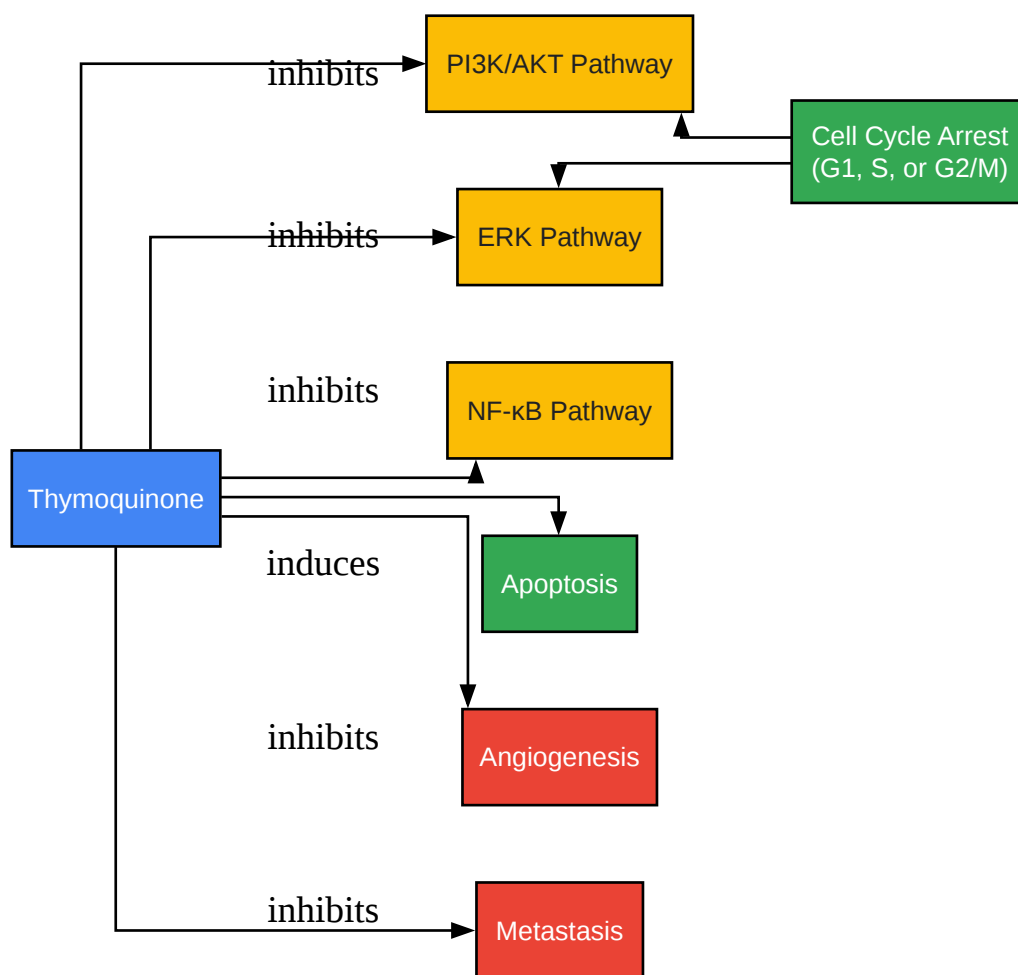 inhibits
PI3K/AKT Pathway
Cell Cycle Arrest
(G1, S, or G2/M)
inhibits
ERK Pathway
inhibits
NF-κB Pathway
Thymoquinone
induces
Apoptosis
inhibits
Angiogenesis
inhibits
Metastasis